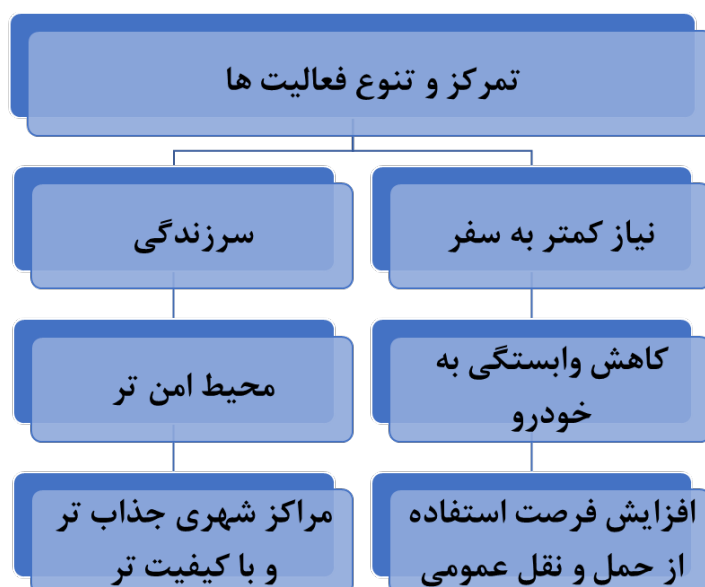 تمرکز و تنوع فعالیت ها
نیاز کمتر به سفر
سرزندگی
کاهش وابستگی به
خودرو
محیط امن تر
افزایش فرصت استفاده
از حمل و نقل عمومی
مراکز شهری جذاب تر
و با کیفیت تر